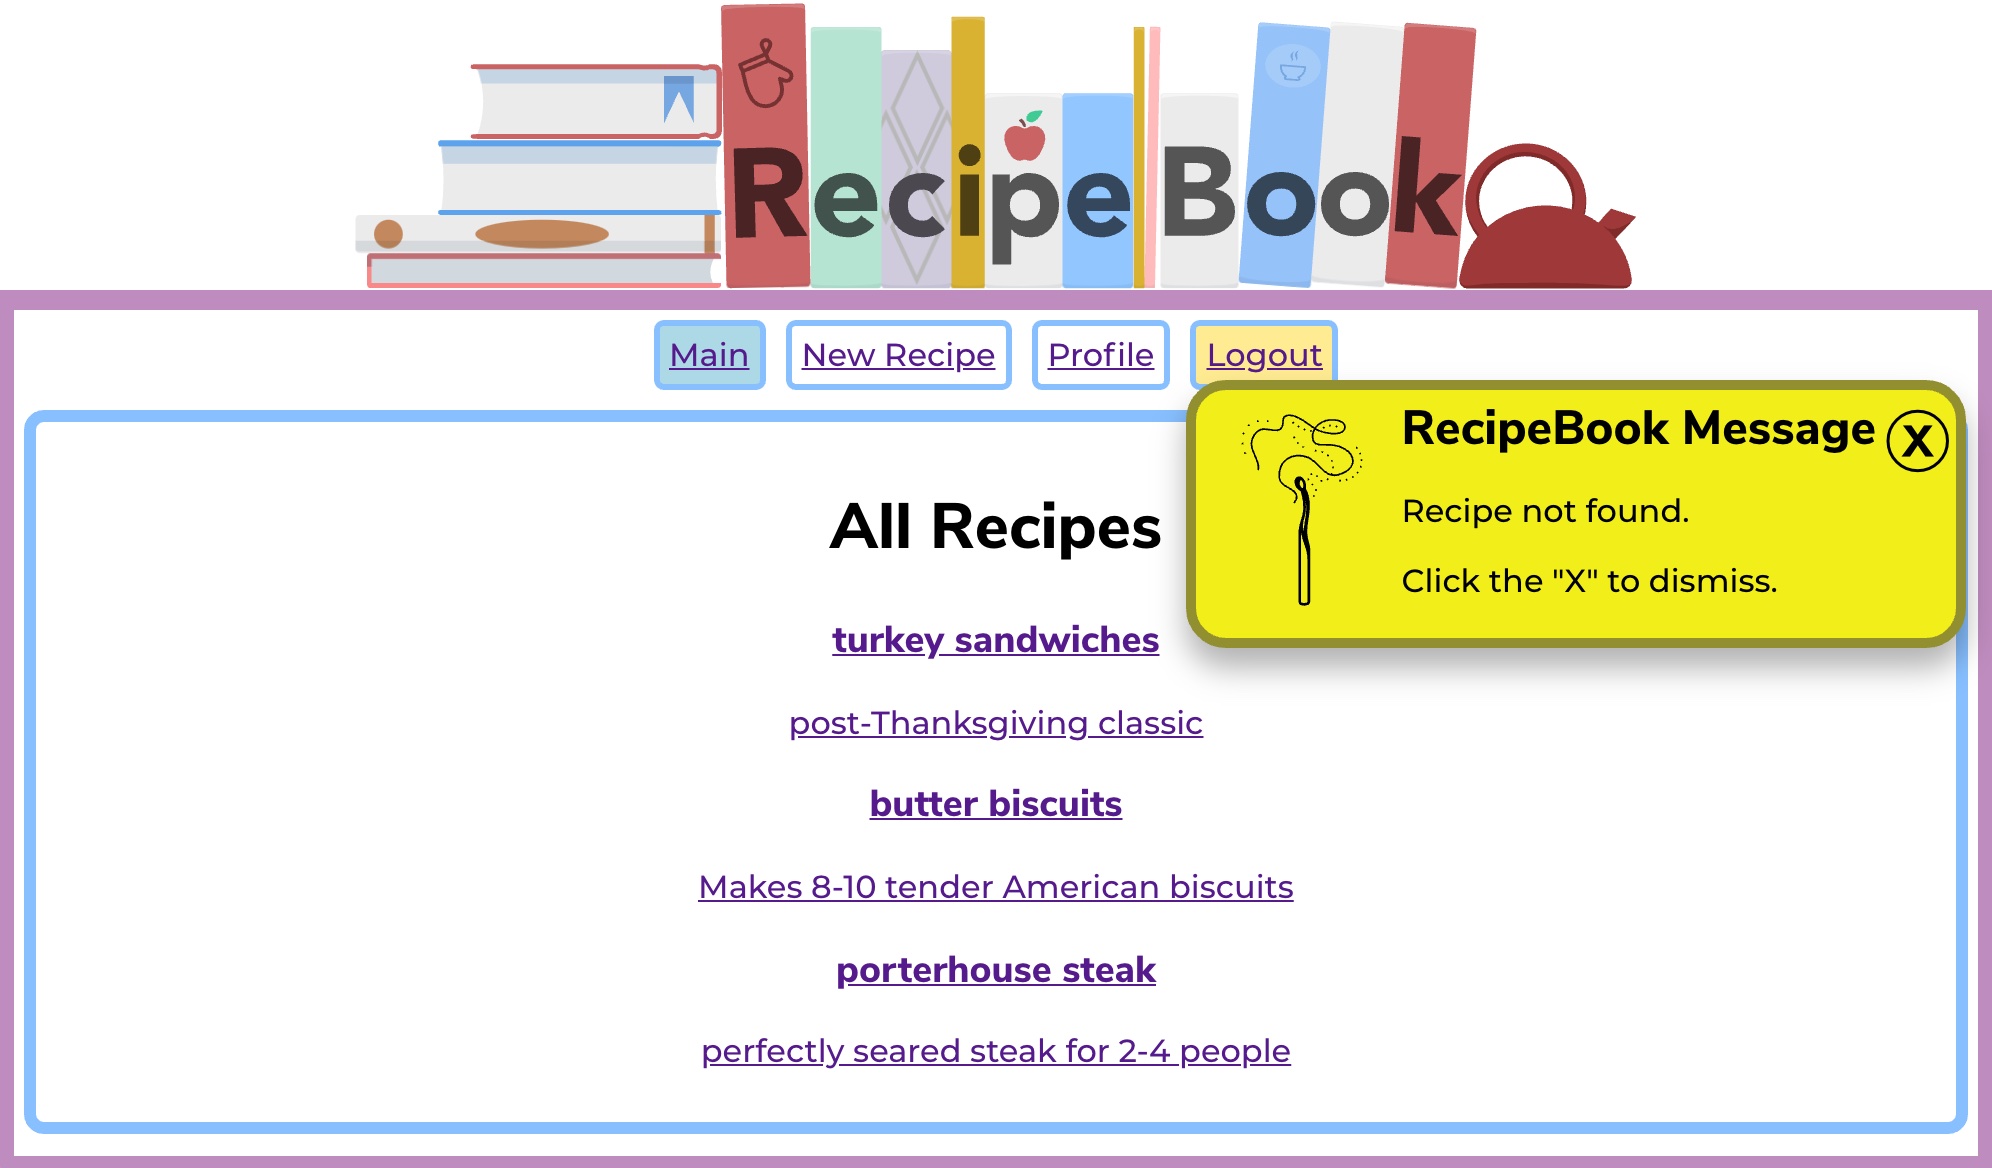 Recipe Book
Main New Recipe Profile Logout
RecipeBook Message X
Recipe not found.
Click the "X" to dismiss.
All Recipes
turkey sandwiches
post-Thanksgiving classic
butter biscuits
Makes 8-10 tender American biscuits
porterhouse steak
perfectly seared steak for 2-4 people